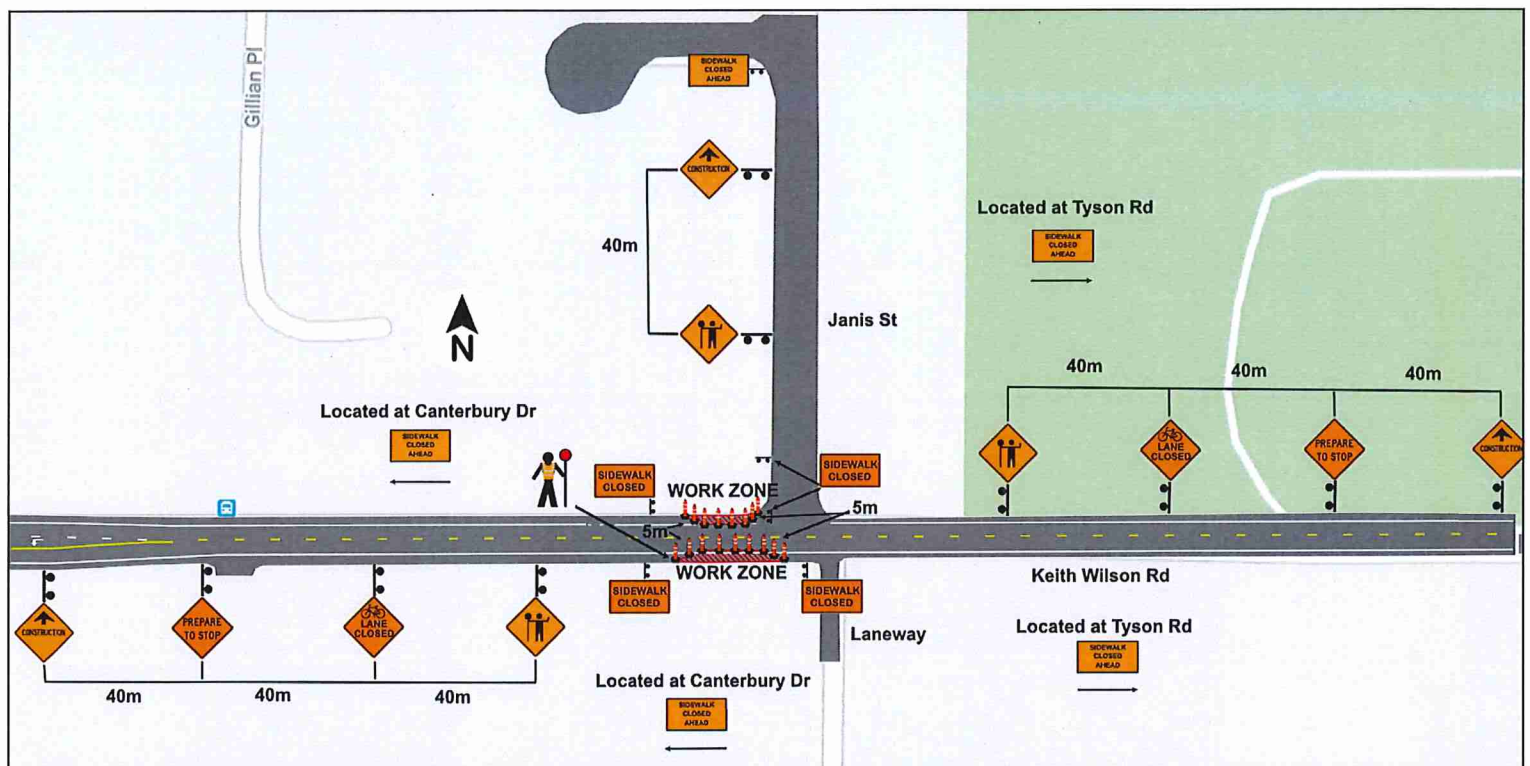 Gillian Pl
SIDEWALK
CLOSED
AHEAD
CONSTRUCTION
40m
Janis St
N
Located at Tyson Rd
SIDEWALK
CLOSED
AHEAD
40m
40m
40m
LANE
CLOSED
PREPARE
TO STOP
CONSTRUCTION
Located at Canterbury Dr
SIDEWALK
CLOSED
AHEAD
SIDEWALK
CLOSED
WORK ZONE
SIDEWALK
CLOSED
5m
5m
WORK ZONE
Keith Wilson Rd
SIDEWALK
CLOSED
SIDEWALK
CLOSED
CONSTRUCTION
PREPARE
TO STOP
LANE
CLOSED
40m
40m
40m
Laneway
Located at Tyson Rd
SIDEWALK
CLOSED
AHEAD
Located at Canterbury Dr
SIDEWALK
CLOSED
AHEAD